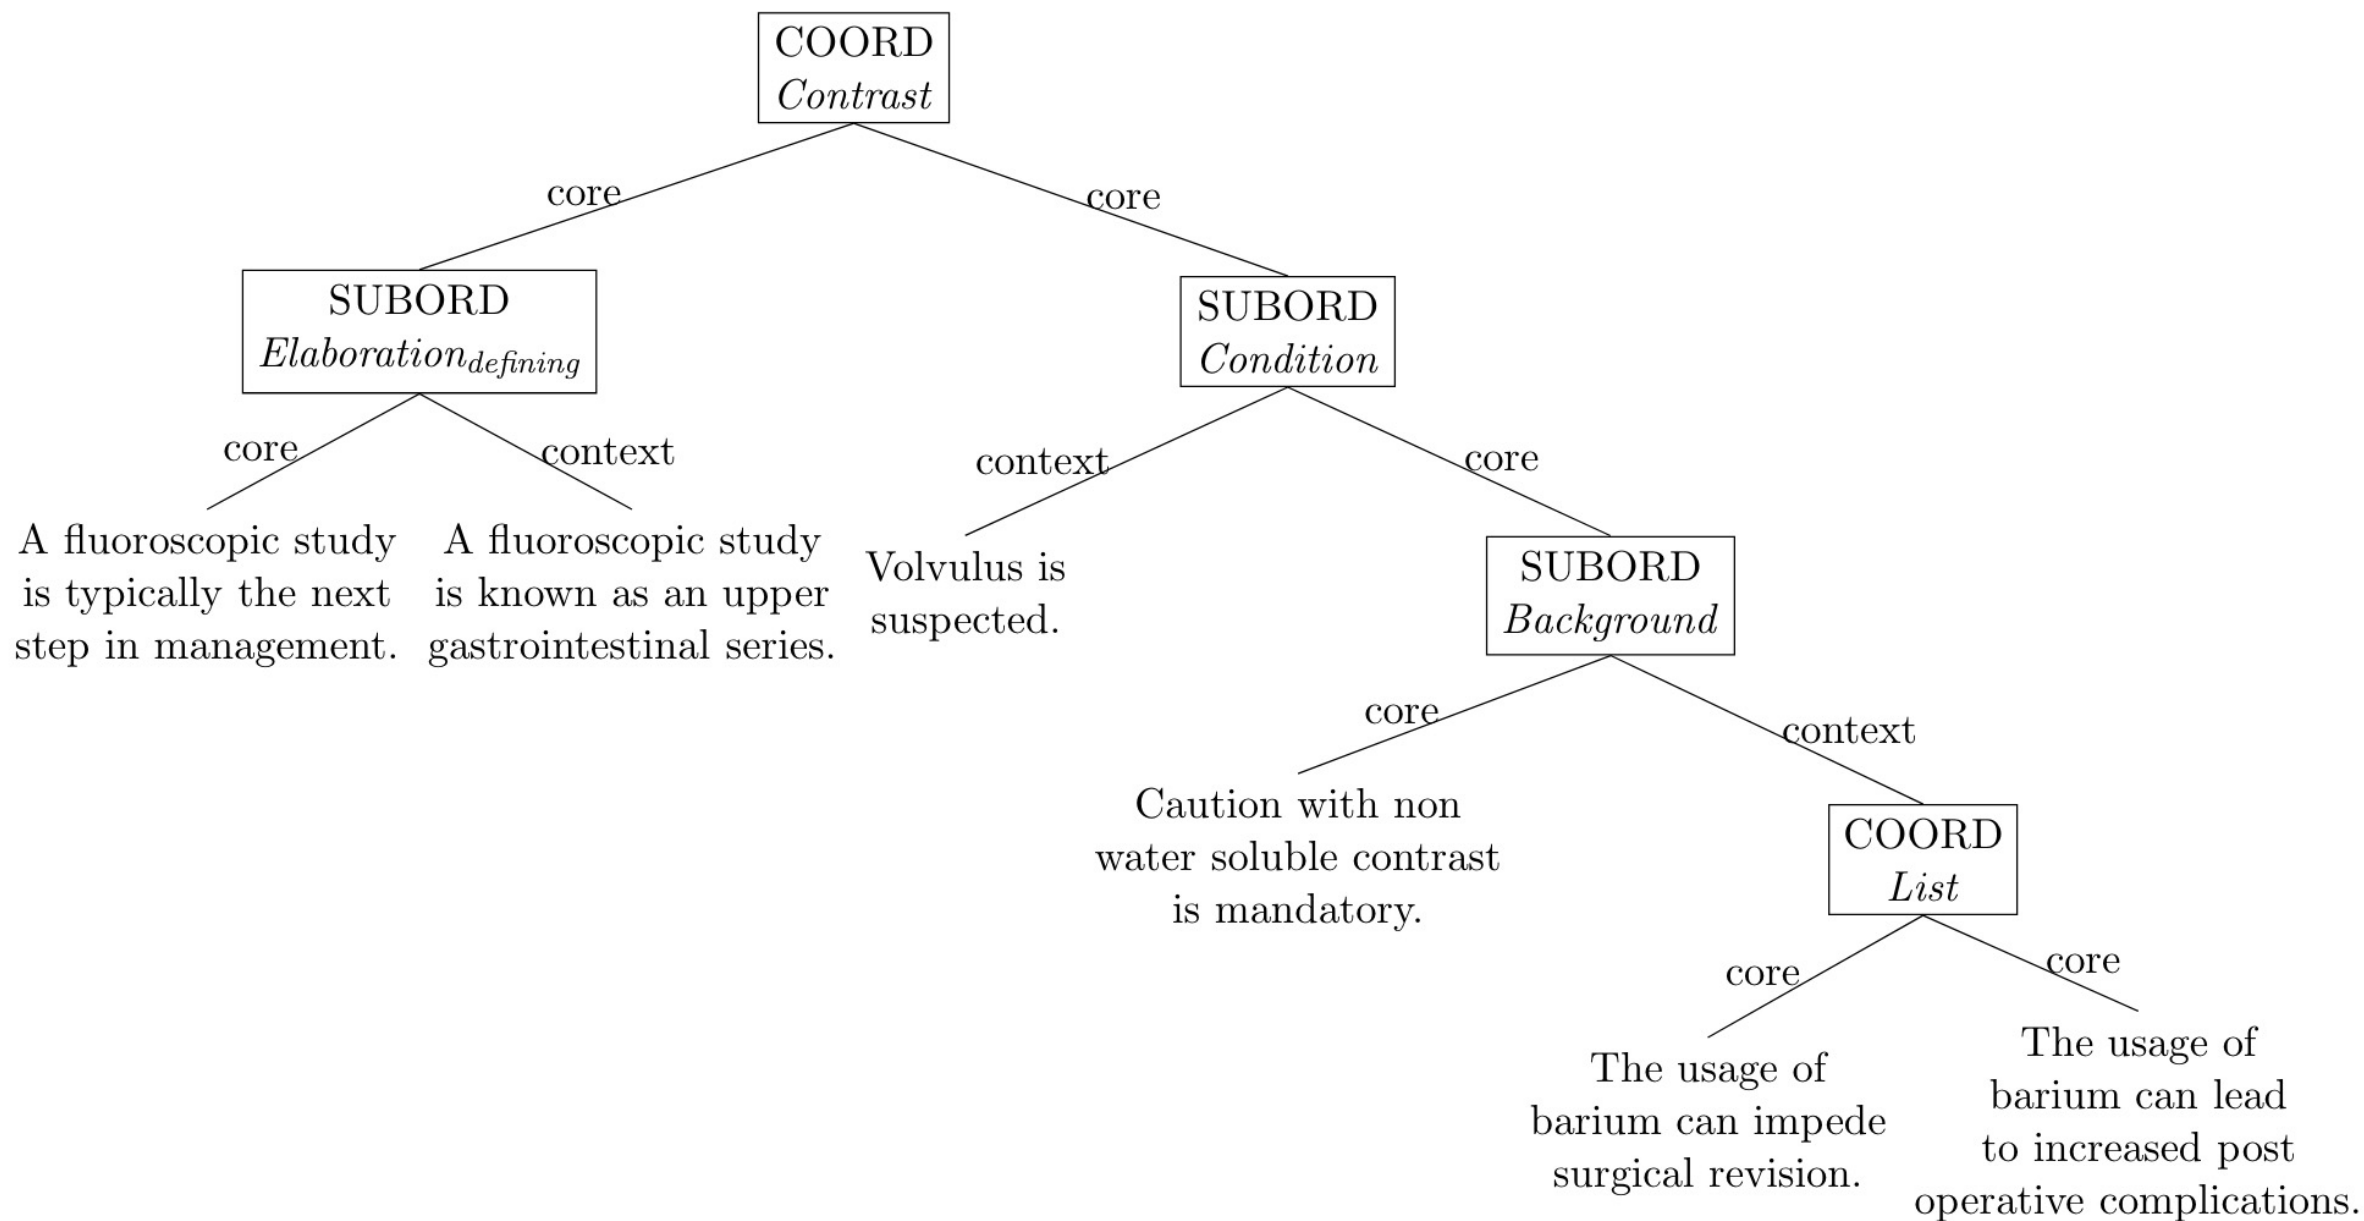 COORD
Contrast
core
core
SUBORD
Elaboration defining
SUBORD
Condition
core
context
context
core
A fluoroscopic study
is typically the next
step in management.
A fluoroscopic study
is known as an upper
gastrointestinal series.
Volvulus is
suspected.
SUBORD
Background
core
context
Caution with non
water soluble contrast
is mandatory.
COORD
List
core
core
The usage of
barium can impede
surgical revision.
The usage of
barium can lead
to increased post
operative complications.